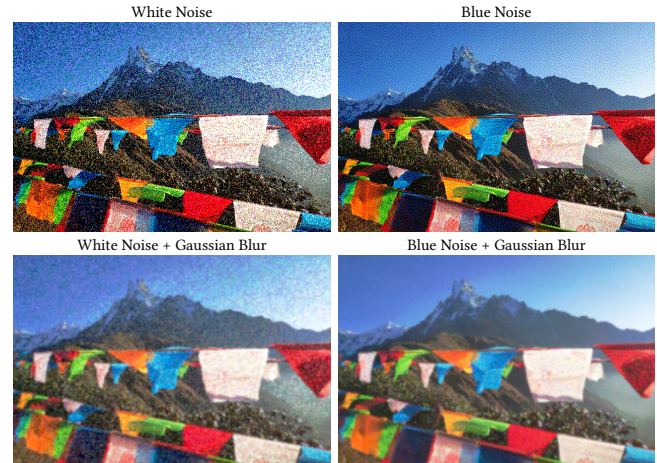 White Noise
Blue Noise
White Noise + Gaussian Blur
Blue Noise + Gaussian Blur